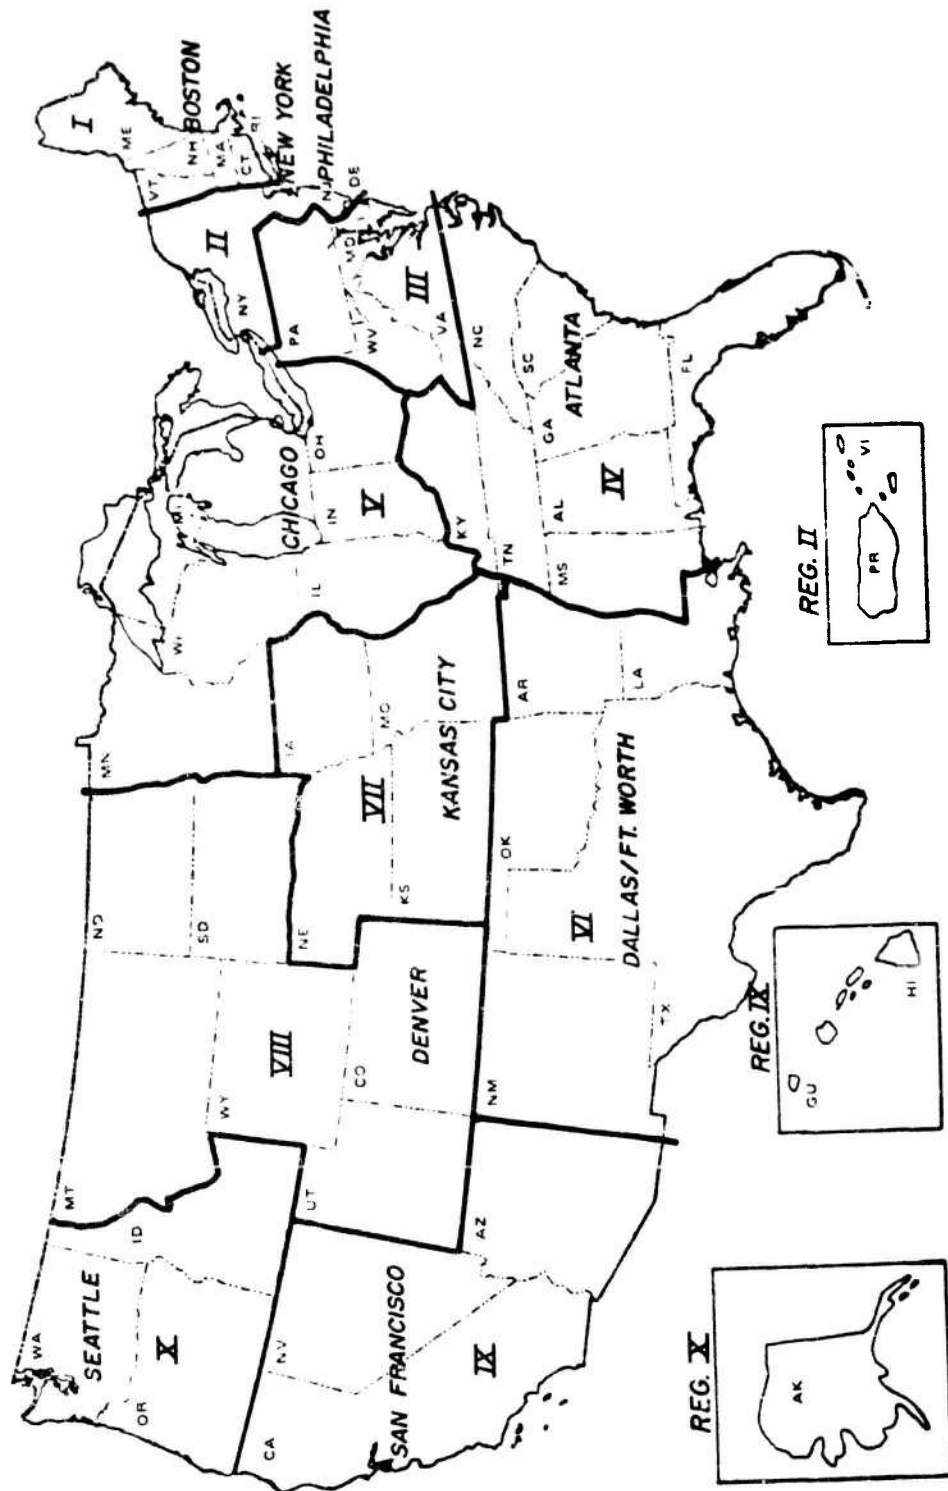 WA
SEATTLE
OR
X
ID
MT
ND
MN
SD
WY
VIII
NE
CO
DENVER
UT
NV
CA
SAN FRANCISCO
IX
AZ
NM
KS
VII
KANSAS CITY
IA
MO
OK
VI
DALLAS/FT. WORTH
TX
AR
LA
WI
MI
CHICAGO
IL
IN
V
OH
KY
TN
MS
AL
IV
GA
ATLANTA
SC
NC
FL
PA
WV
MD
III
VA
DE
NJ
PHILADELPHIA
NY
II
NEW YORK
VT
NH
MA
CT
RI
BOSTON
ME
I
REG. X
AK
REG. IX
GU
HI
REG. II
PR
VI